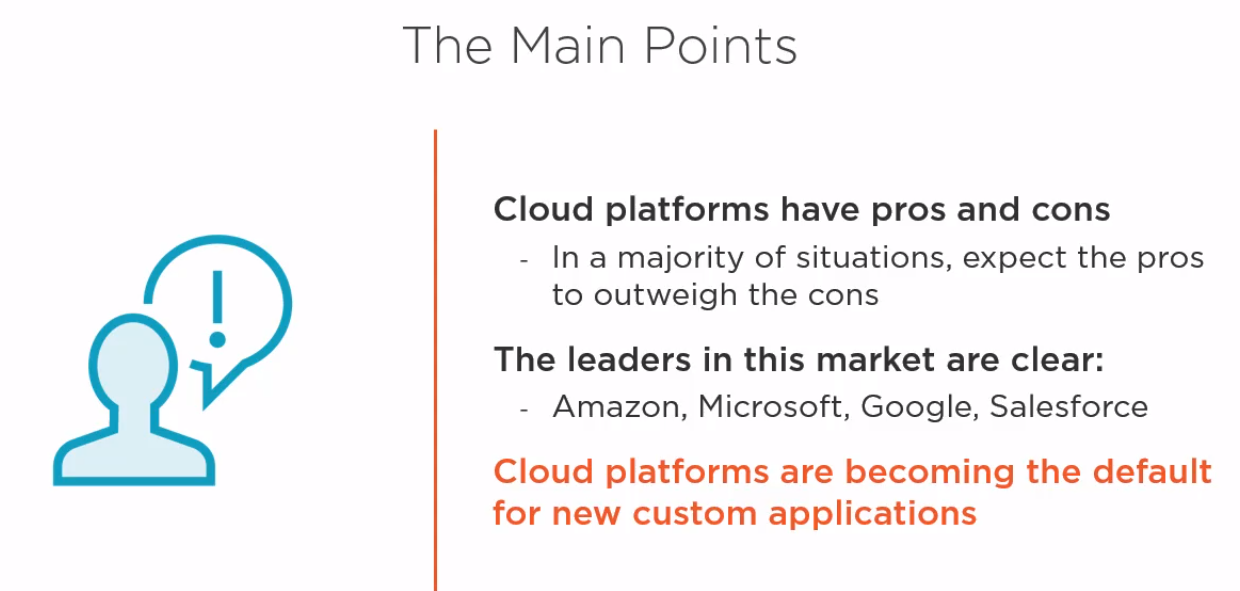 The Main Points
Cloud platforms have pros and cons
- In a majority of situations, expect the pros
to outweigh the cons
The leaders in this market are clear:
- Amazon, Microsoft, Google, Salesforce
Cloud platforms are becoming the default
for new custom applications